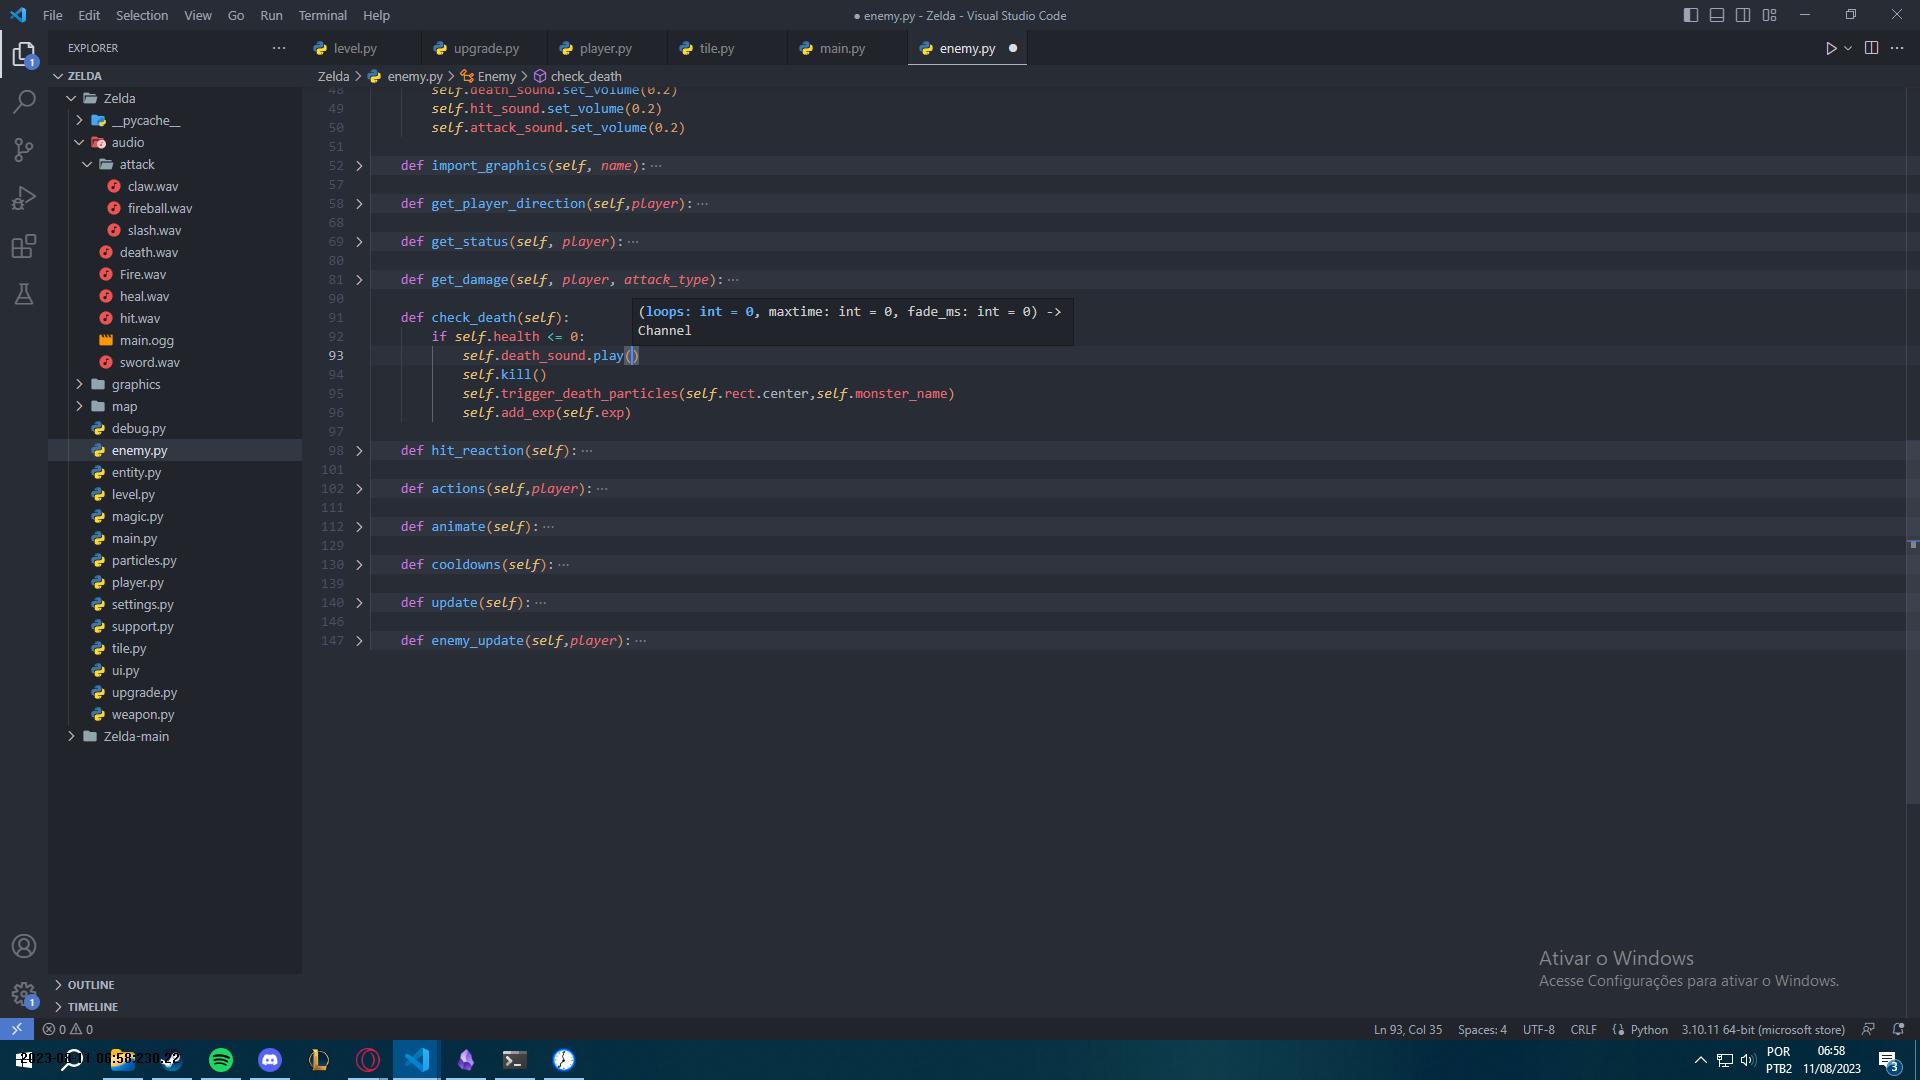 File Edit Selection View Go Run Terminal Help
● enemy.py - Zelda - Visual Studio Code
EXPLORER ...
level.py upgrade.py player.py tile.py main.py enemy.py
ZELDA
Zelda
__pycache__
audio
attack
claw.wav
fireball.wav
slash.wav
death.wav
Fire.wav
heal.wav
hit.wav
main.ogg
sword.wav
graphics
map
debug.py
enemy.py
entity.py
level.py
magic.py
main.py
particles.py
player.py
settings.py
support.py
tile.py
ui.py
upgrade.py
weapon.py
Zelda-main
OUTLINE
TIMELINE
Zelda > enemy.py > Enemy > check_death
48 self.death_sound.set_volume(0.2)
49 self.hit_sound.set_volume(0.2)
50 self.attack_sound.set_volume(0.2)
51
52 def import_graphics(self, name): ...
57
58 def get_player_direction(self,player): ...
68
69 def get_status(self, player): ...
80
81 def get_damage(self, player, attack_type): ...
90
(loops: int = 0, maxtime: int = 0, fade_ms: int = 0) ->
Channel
91 def check_death(self):
92 if self.health <= 0:
93 self.death_sound.play()
94 self.kill()
95 self.trigger_death_particles(self.rect.center,self.monster_name)
96 self.add_exp(self.exp)
97
98 def hit_reaction(self): ...
101
102 def actions(self,player): ...
111
112 def animate(self): ...
129
130 def cooldowns(self): ...
139
140 def update(self): ...
146
147 def enemy_update(self,player): ...
Ativar o Windows
Acesse Configurações para ativar o Windows.
0 0
Ln 93, Col 35 Spaces: 4 UTF-8 CRLF Python 3.10.11 64-bit (microsoft store)
POR
PTB2
06:58
11/08/2023
3